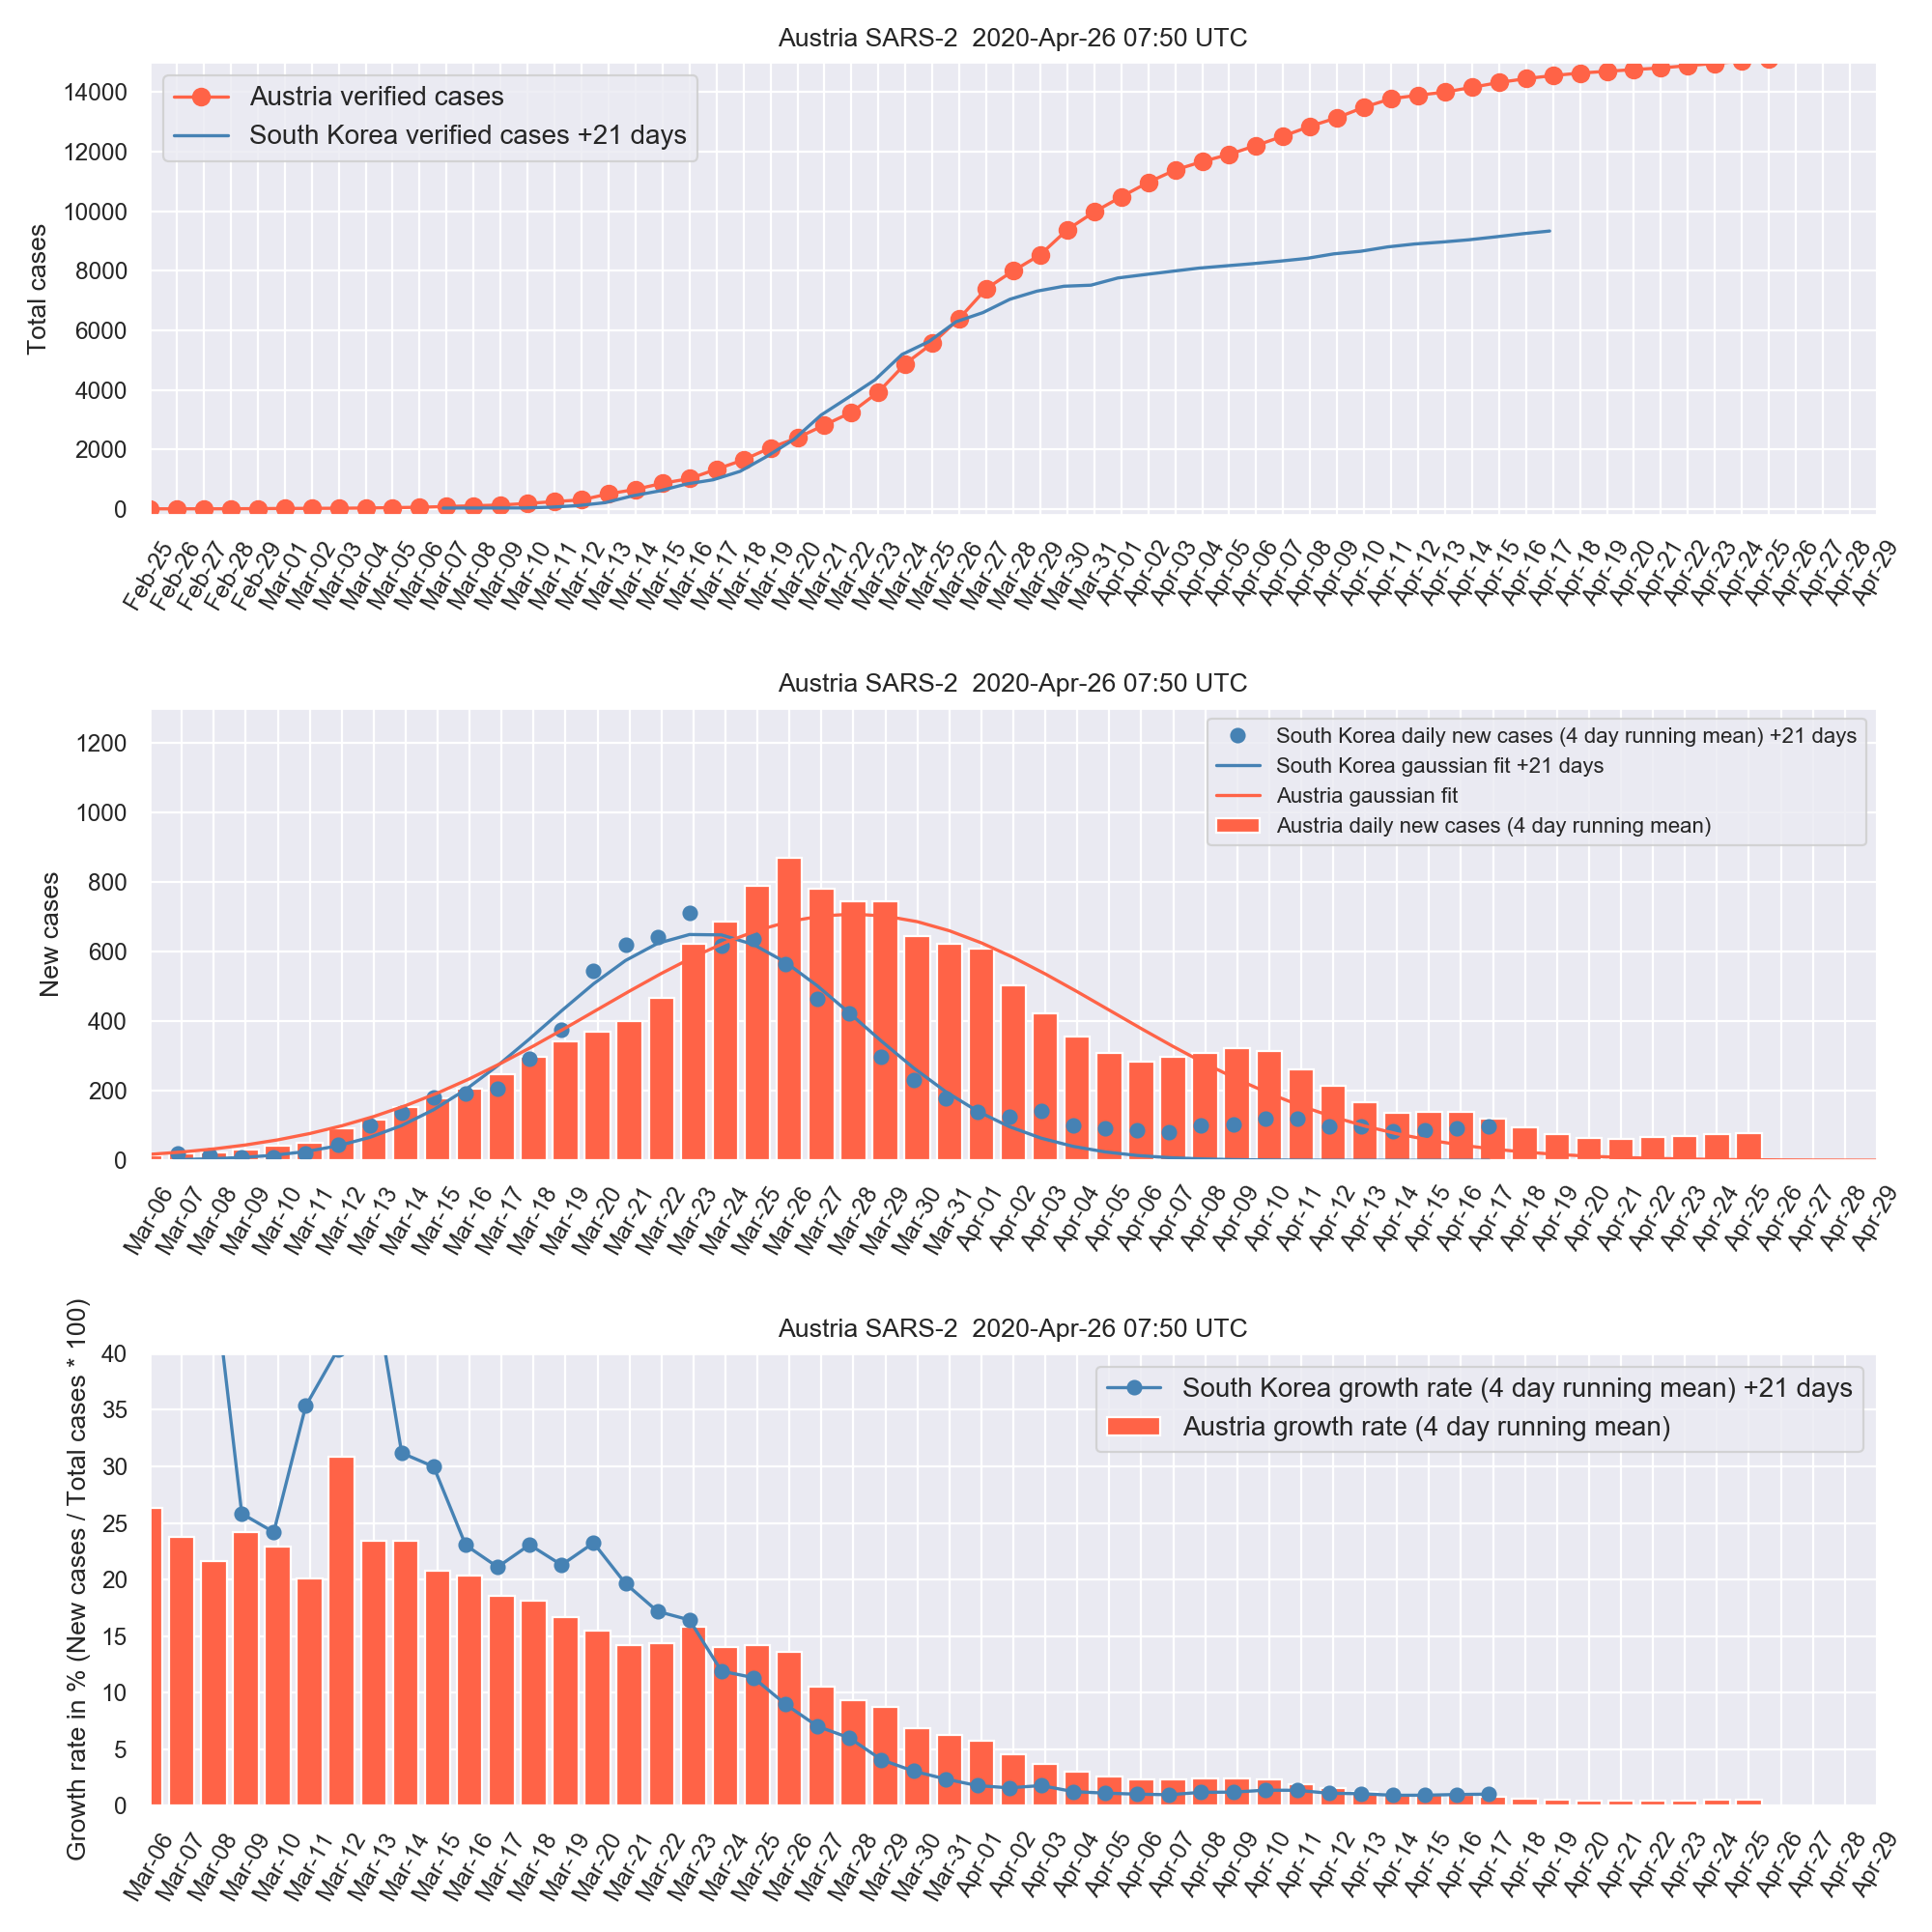 Austria SARS-2  2020-Apr-26 07:50 UTC
Total cases
14000
12000
10000
8000
6000
4000
2000
0
Austria verified cases
South Korea verified cases +21 days
Feb-25 Feb-26 Feb-27 Feb-28 Feb-29 Mar-01 Mar-02 Mar-03 Mar-04 Mar-05 Mar-06 Mar-07 Mar-08 Mar-09 Mar-10 Mar-11 Mar-12 Mar-13 Mar-14 Mar-15 Mar-16 Mar-17 Mar-18 Mar-19 Mar-20 Mar-21 Mar-22 Mar-23 Mar-24 Mar-25 Mar-26 Mar-27 Mar-28 Mar-29 Mar-30 Mar-31 Apr-01 Apr-02 Apr-03 Apr-04 Apr-05 Apr-06 Apr-07 Apr-08 Apr-09 Apr-10 Apr-11 Apr-12 Apr-13 Apr-14 Apr-15 Apr-16 Apr-17 Apr-18 Apr-19 Apr-20 Apr-21 Apr-22 Apr-23 Apr-24 Apr-25 Apr-26 Apr-27 Apr-28 Apr-29
Austria SARS-2  2020-Apr-26 07:50 UTC
New cases
1200
1000
800
600
400
200
0
South Korea daily new cases (4 day running mean) +21 days
South Korea gaussian fit +21 days
Austria gaussian fit
Austria daily new cases (4 day running mean)
Mar-06 Mar-07 Mar-08 Mar-09 Mar-10 Mar-11 Mar-12 Mar-13 Mar-15 Mar-16 Mar-17 Mar-18 Mar-19 Mar-20 Mar-21 Mar-22 Mar-23 Mar-24 Mar-25 Mar-26 Mar-27 Mar-28 Mar-29 Mar-30 Mar-31 Apr-01 Apr-02 Apr-03 Apr-04 Apr-05 Apr-06 Apr-07 Apr-08 Apr-09 Apr-10 Apr-11 Apr-12 Apr-13 Apr-14 Apr-15 Apr-16 Apr-17 Apr-18 Apr-19 Apr-20 Apr-21 Apr-22 Apr-23 Apr-24 Apr-25 Apr-26 Apr-27 Apr-28 Apr-29
Austria SARS-2  2020-Apr-26 07:50 UTC
Growth rate in % (New cases / Total cases * 100)
40
35
30
25
20
15
10
5
0
South Korea growth rate (4 day running mean) +21 days
Austria growth rate (4 day running mean)
Mar-06 Mar-07 Mar-08 Mar-09 Mar-10 Mar-11 Mar-12 Mar-13 Mar-15 Mar-16 Mar-17 Mar-18 Mar-19 Mar-20 Mar-21 Mar-22 Mar-23 Mar-24 Mar-25 Mar-26 Mar-27 Mar-28 Mar-29 Mar-30 Mar-31 Apr-01 Apr-02 Apr-03 Apr-04 Apr-05 Apr-06 Apr-07 Apr-08 Apr-09 Apr-10 Apr-11 Apr-12 Apr-13 Apr-14 Apr-15 Apr-16 Apr-17 Apr-18 Apr-19 Apr-20 Apr-21 Apr-22 Apr-23 Apr-24 Apr-25 Apr-26 Apr-27 Apr-28 Apr-29